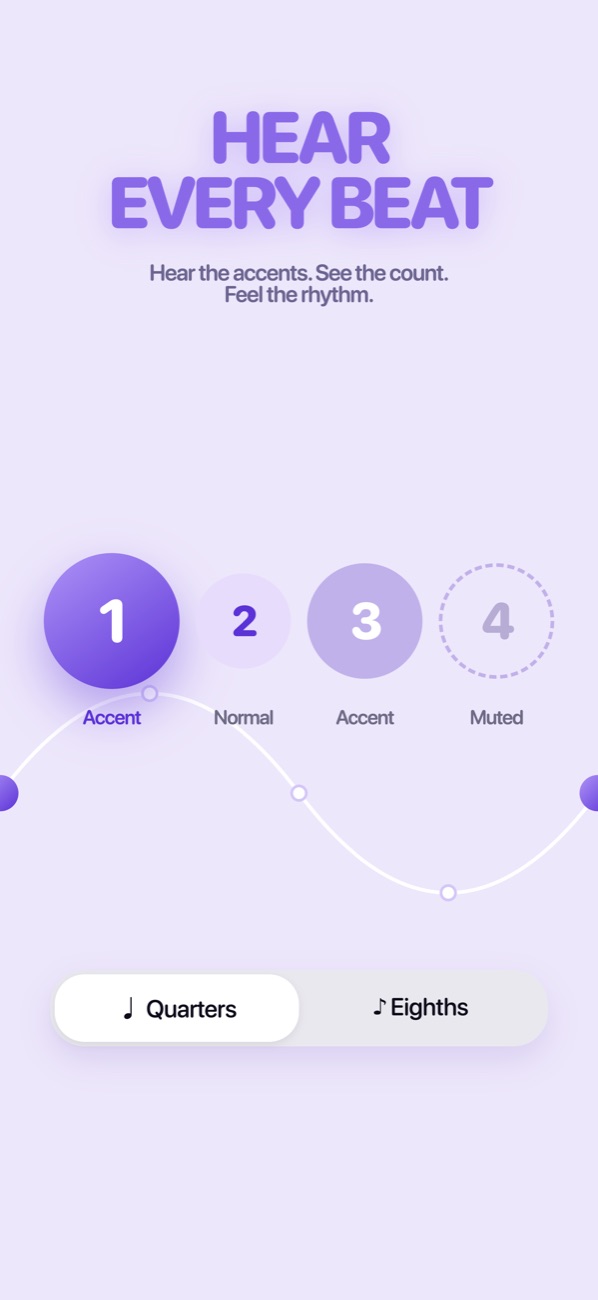 HEAR
EVERY BEAT
Hear the accents. See the count.
Feel the rhythm.
1 2 3 4
Accent Normal Accent Muted
♩ Quarters ♪ Eighths